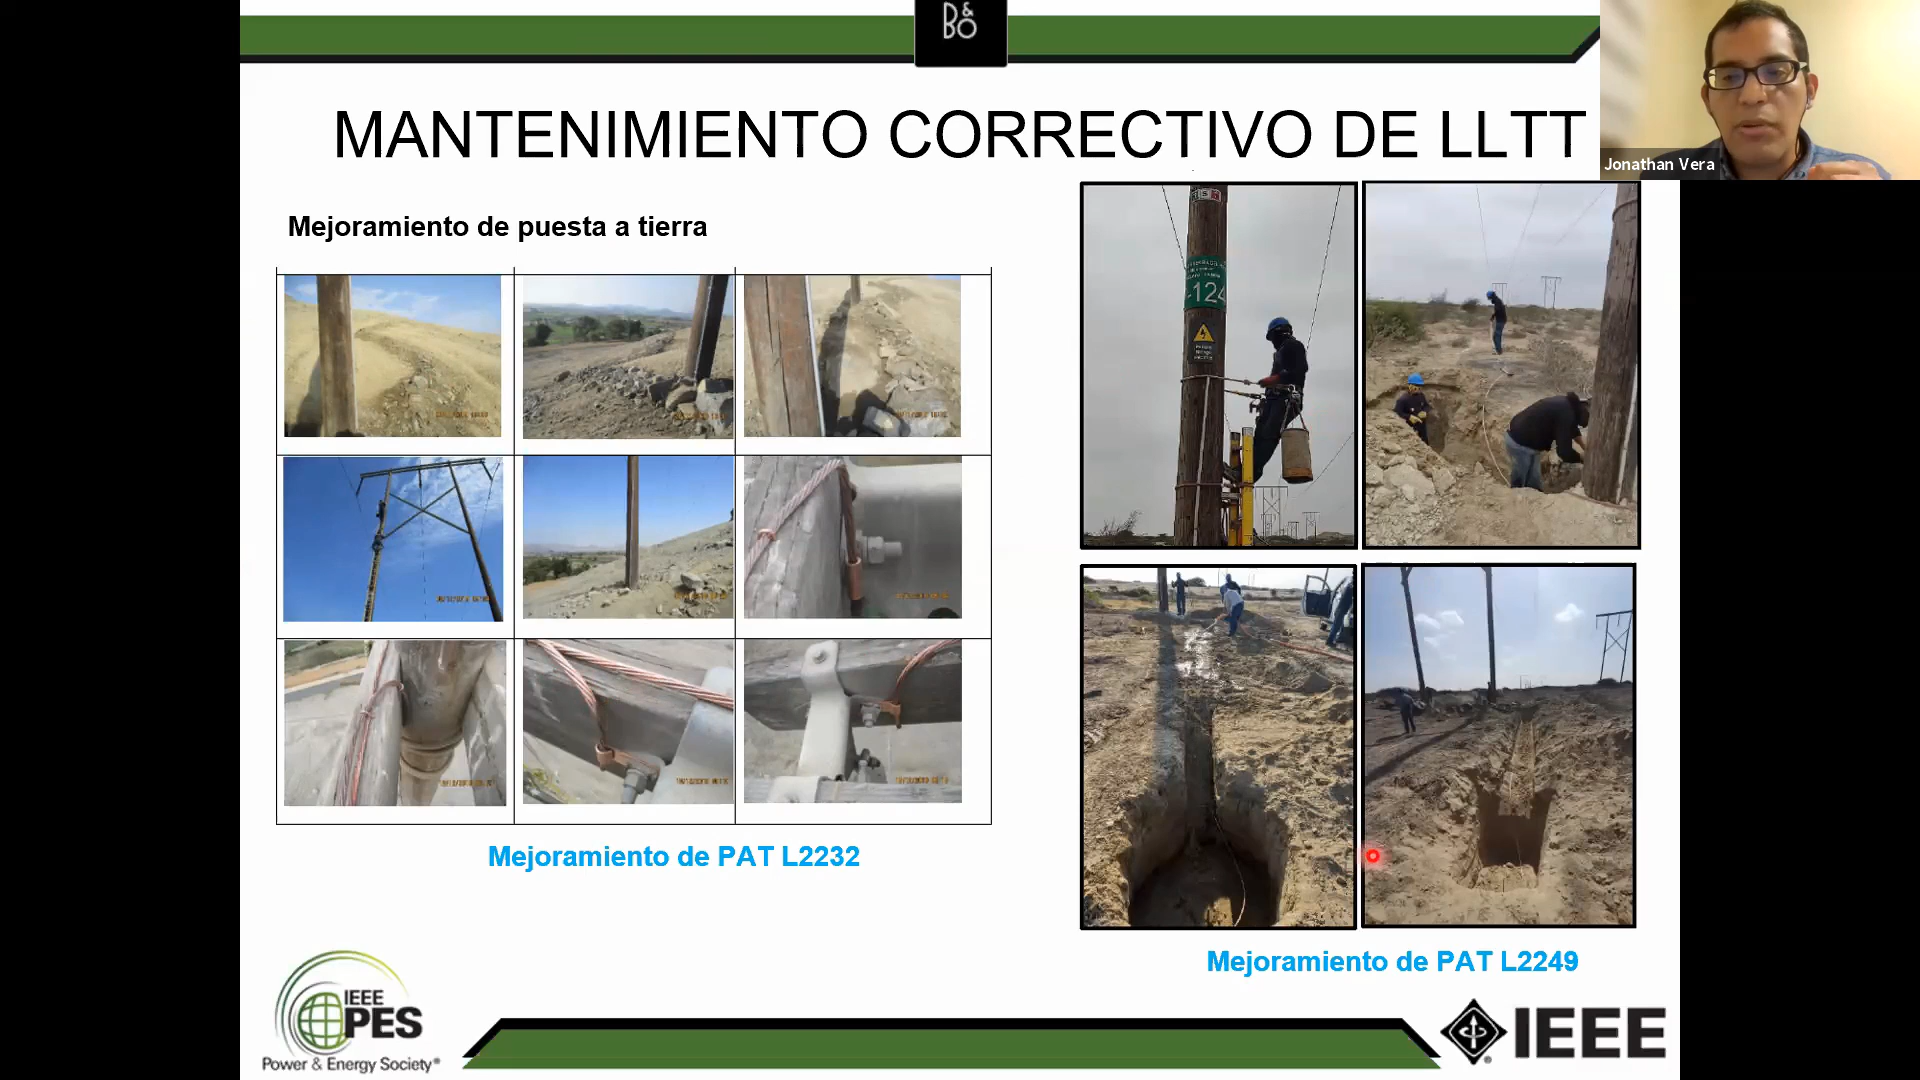 B&O
MANTENIMIENTO CORRECTIVO DE LLTT
Jonathan Vera
Mejoramiento de puesta a tierra
-124
Mejoramiento de PAT L2232
Mejoramiento de PAT L2249
IEEE
PES
Power & Energy Society®
IEEE